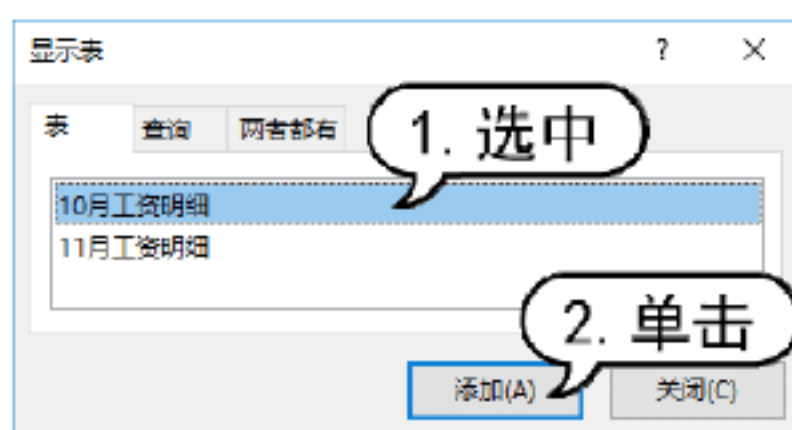 显示表 ? ×
表 查询 两者都有
1. 选中
10月工资明细
11月工资明细
2. 单击
添加(A) 关闭(C)